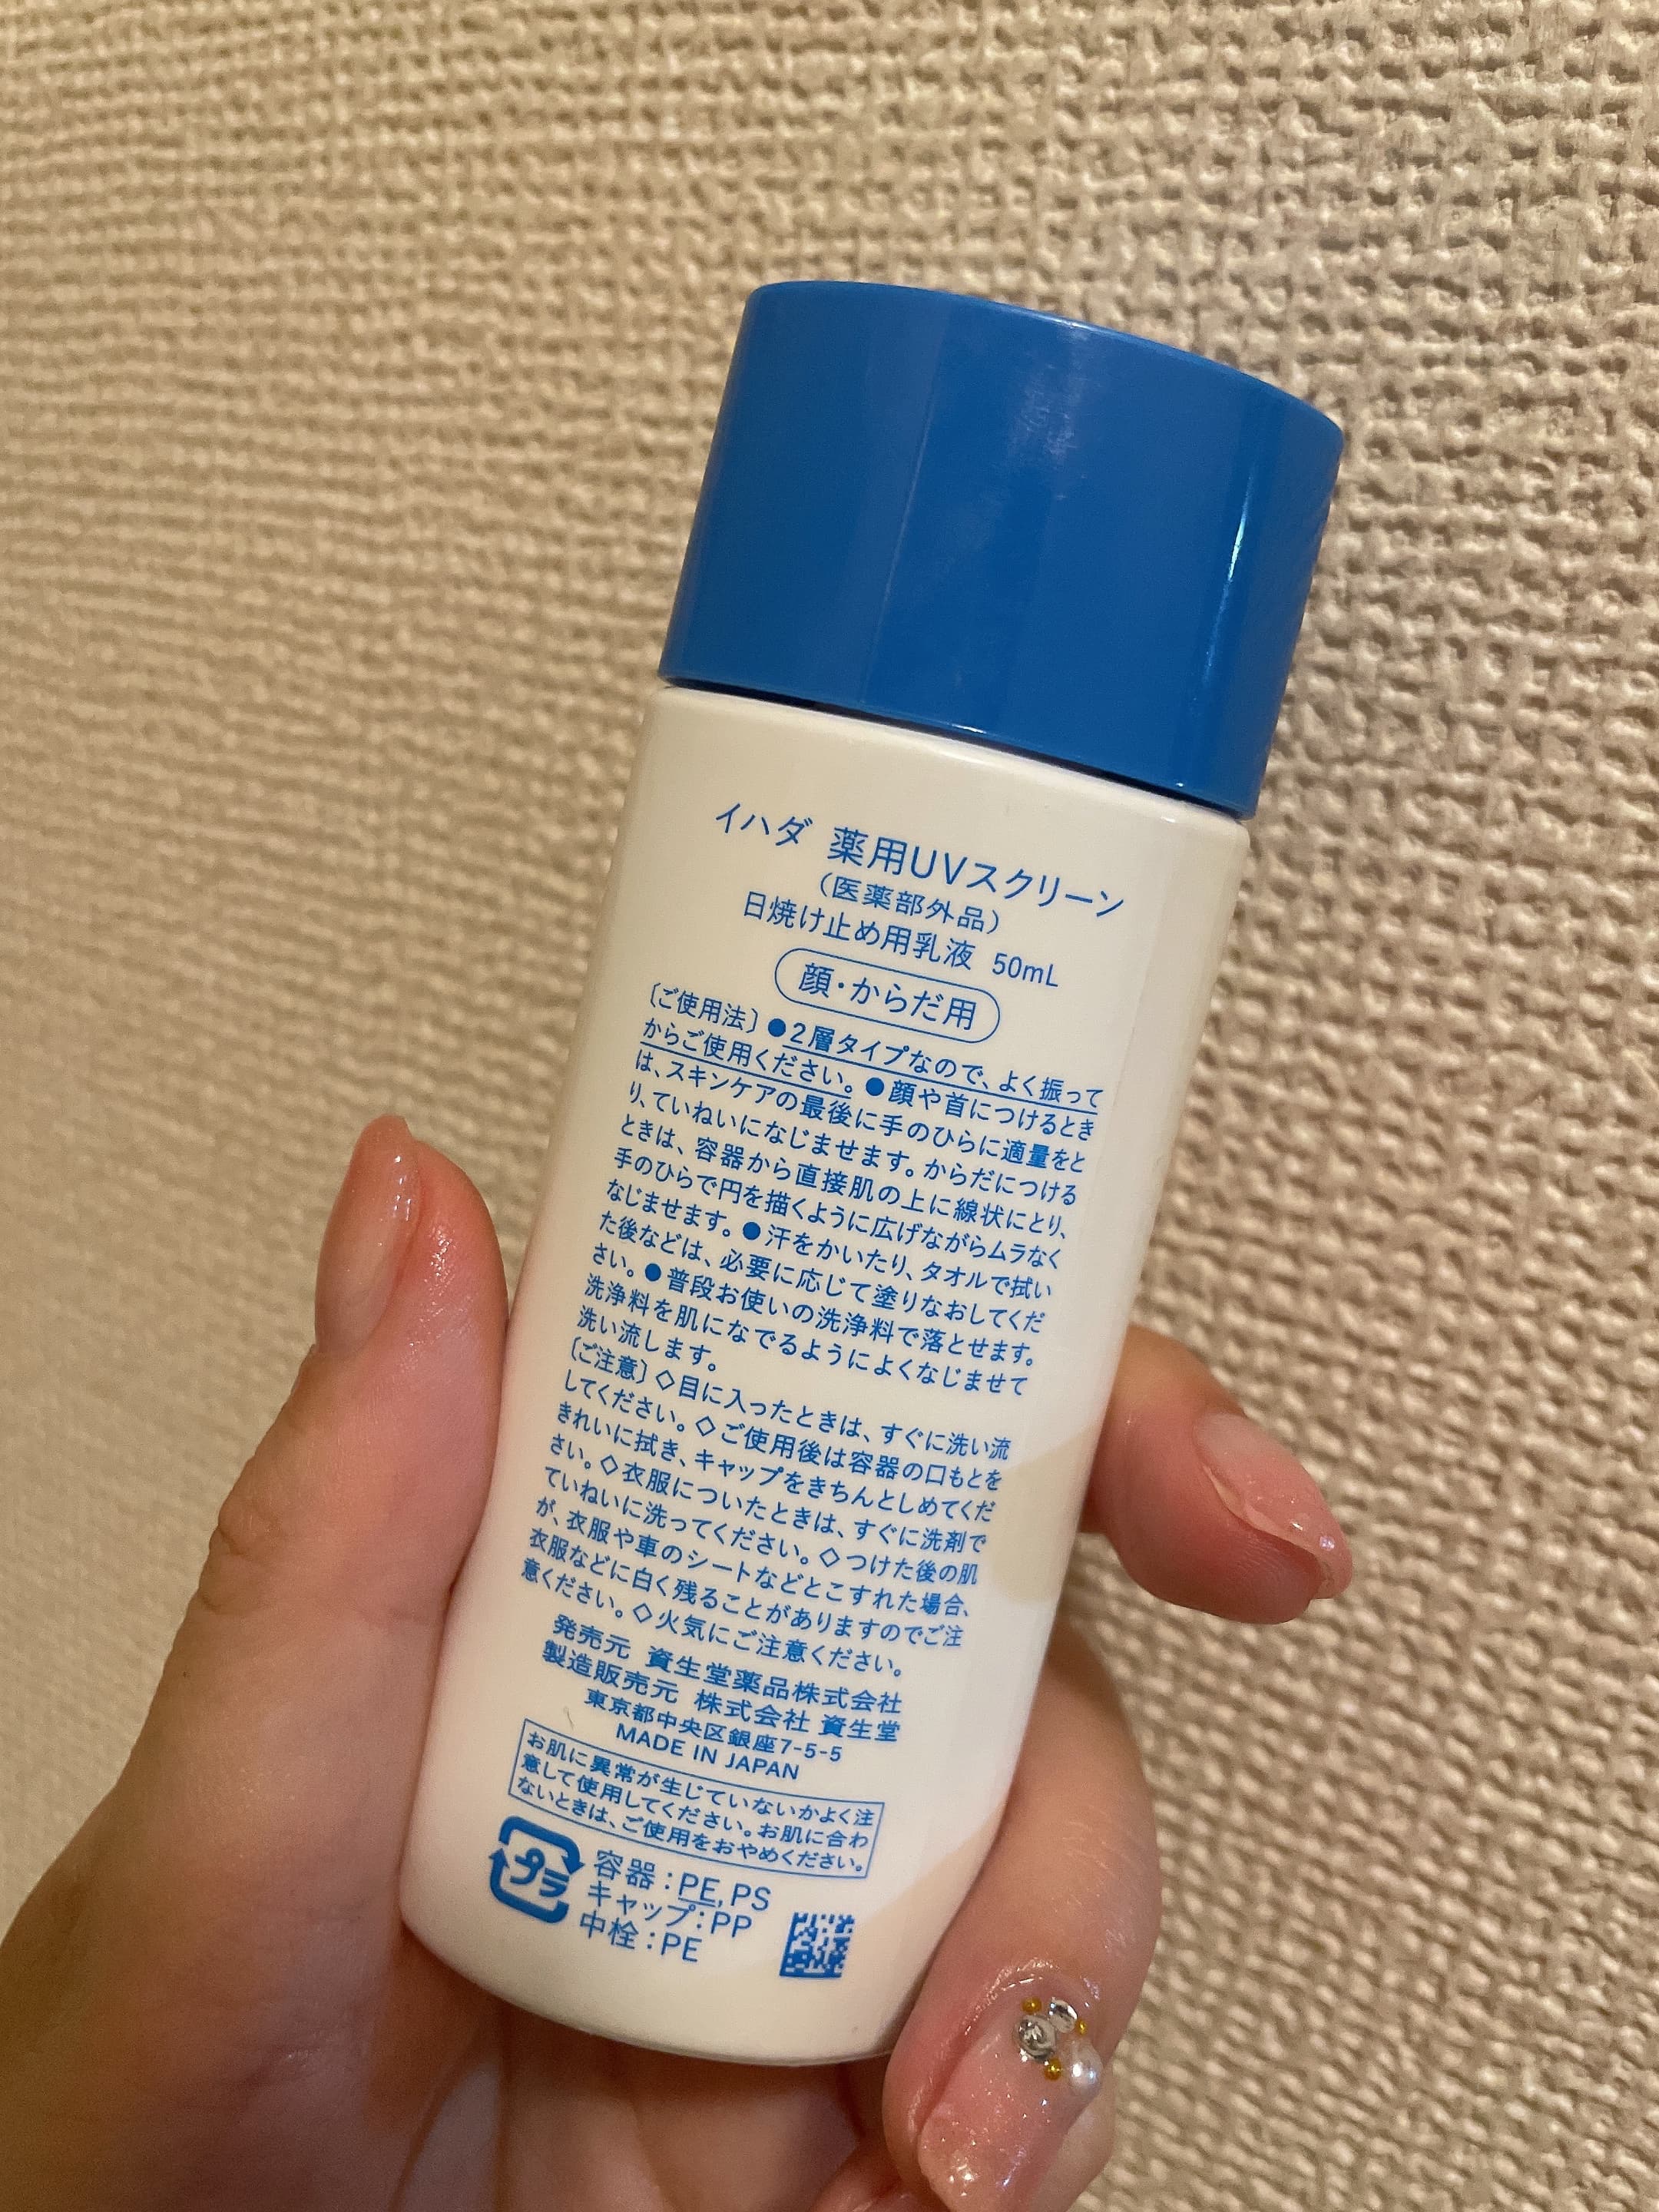 イハダ 薬用UVスクリーン
(医薬部外品)
日焼け止め用乳液 50mL
顔・からだ用
〔ご使用法〕●2層タイプなので、よく振って
からご使用ください。●顔や首につけるとき
は、スキンケアの最後に手のひらに適量をと
り、ていねいになじませます。からだにつける
ときは、容器から直接肌の上に線状にとり、
手のひらで円を描くように広げながらムラなく
なじませます。●汗をかいたり、タオルで拭い
た後などは、必要に応じて塗りなおしてくだ
さい。●普段お使いの洗浄料で落とせます。
洗浄料を肌になでるようによくなじませて
洗い流します。
〔ご注意〕◇目に入ったときは、すぐに洗い流
してください。◇ご使用後は容器の口もとを
きれいに拭き、キャップをきちんとしめてくだ
さい。◇衣服についたときは、すぐに洗剤で
ていねいに洗ってください。◇つけた後の肌
が、衣服や車のシートなどとこすれた場合、
衣服などに白く残ることがありますのでご注
意ください。◇火気にご注意ください。
発売元 資生堂薬品株式会社
製造販売元 株式会社 資生堂
東京都中央区銀座7-5-5
MADE IN JAPAN
お肌に異常が生じていないかよく注
意して使用してください。お肌に合わ
ないときは、ご使用をおやめください。
プラ
容器:PE,PS
キャップ:PP
中栓:PE